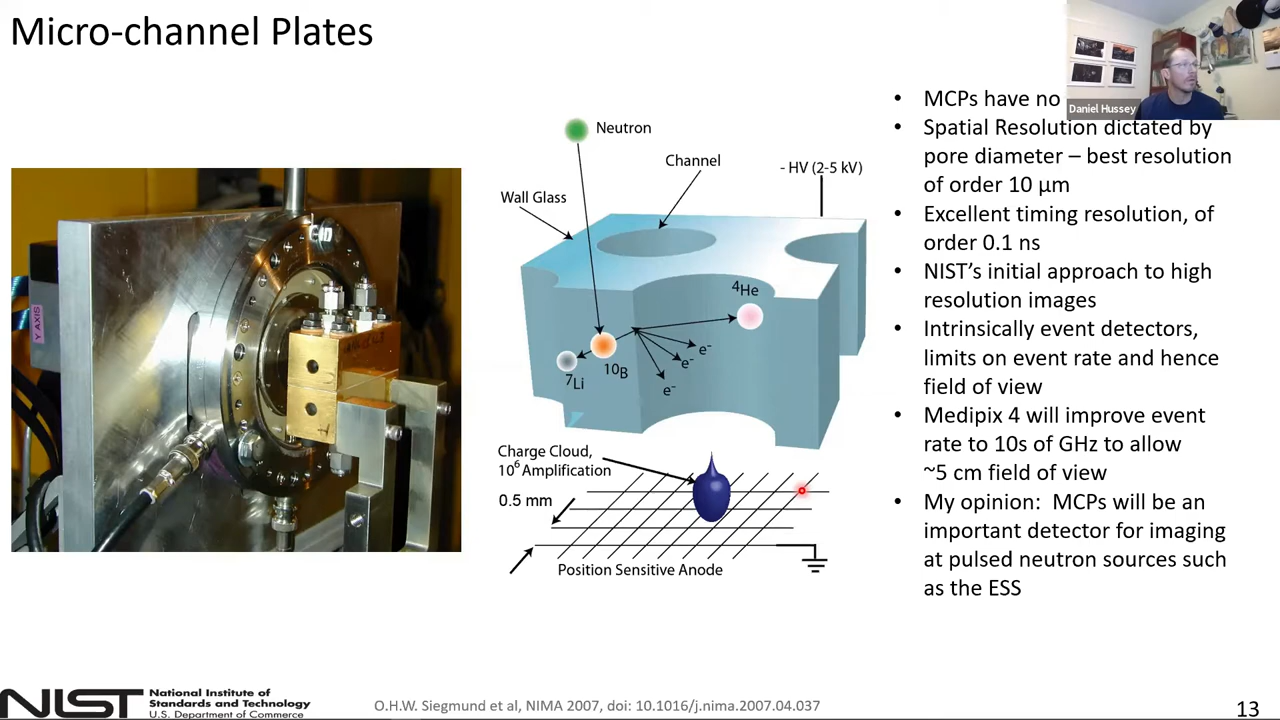 Micro-channel Plates
Daniel Hussey
• MCPs have no
• Spatial Resolution dictated by
pore diameter – best resolution
of order 10 µm
• Excellent timing resolution, of
order 0.1 ns
• NIST's initial approach to high
resolution images
• Intrinsically event detectors,
limits on event rate and hence
field of view
• Medipix 4 will improve event
rate to 10s of GHz to allow
~5 cm field of view
• My opinion: MCPs will be an
important detector for imaging
at pulsed neutron sources such
as the ESS
Y AXIS
Neutron
Channel
- HV (2-5 kV)
Wall Glass
4He
e-
e-
e-
10B
7Li
Charge Cloud,
10⁶ Amplification
0.5 mm
Position Sensitive Anode
NIST
National Institute of
Standards and Technology
U.S. Department of Commerce
O.H.W. Siegmund et al, NIMA 2007, doi: 10.1016/j.nima.2007.04.037
13